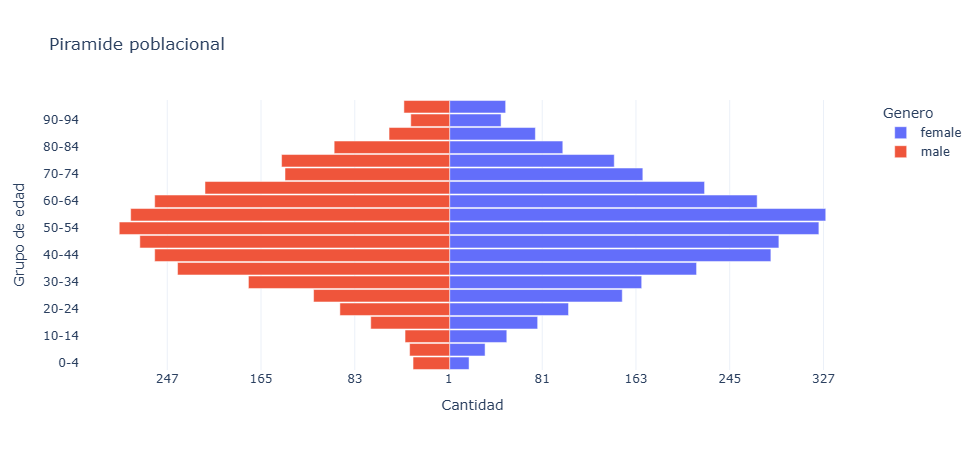 Piramide poblacional
Genero
female
male
Grupo de edad
90-94
80-84
70-74
60-64
50-54
40-44
30-34
20-24
10-14
0-4
247 165 83 1 81 163 245 327
Cantidad